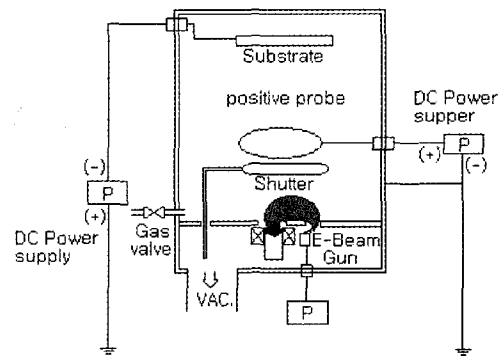 Substrate
positive probe
DC Power
supper
(+)
P
(-)
(-)
P
(+)
Shutter
DC Power
supply
Gas
valve
E-Beam
Gun
VAC.
P